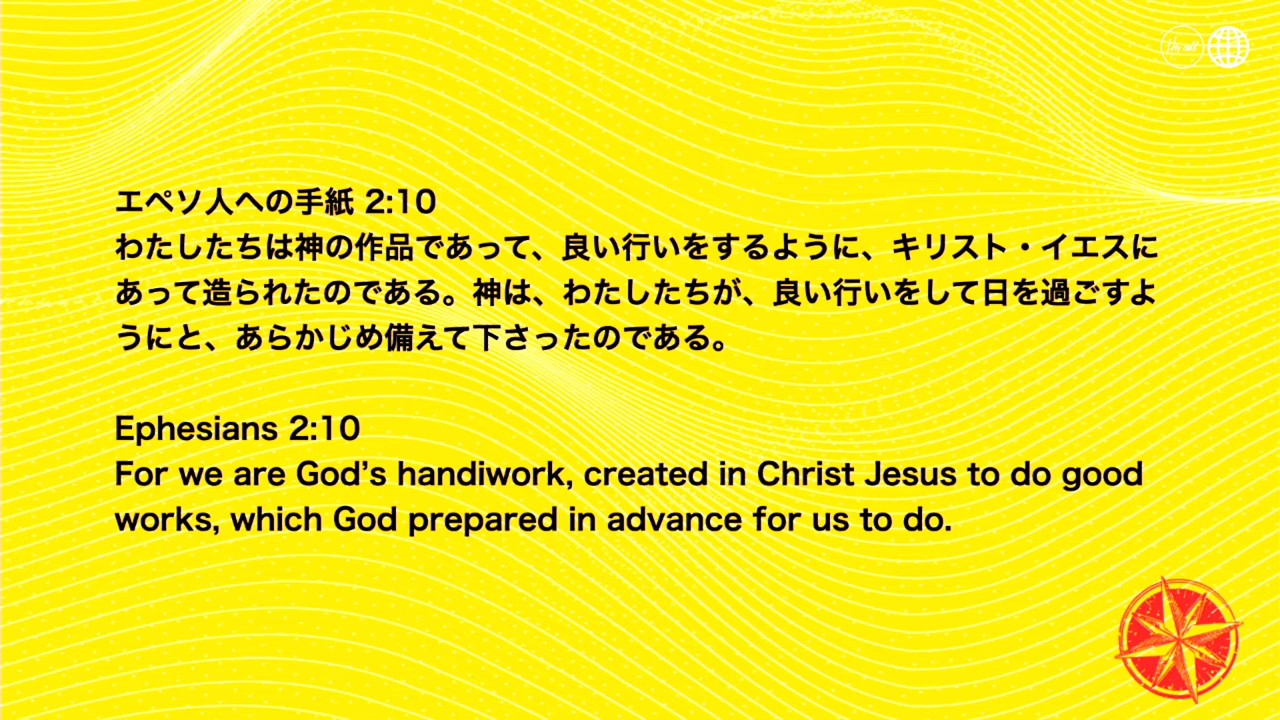 エペソ人への手紙 2:10
わたしたちは神の作品であって、良い行いをするように、キリスト・イエスに
あって造られたのである。神は、わたしたちが、良い行いをして日を過ごすよ
うにと、あらかじめ備えて下さったのである。
Ephesians 2:10
For we are God’s handiwork, created in Christ Jesus to do good
works, which God prepared in advance for us to do.